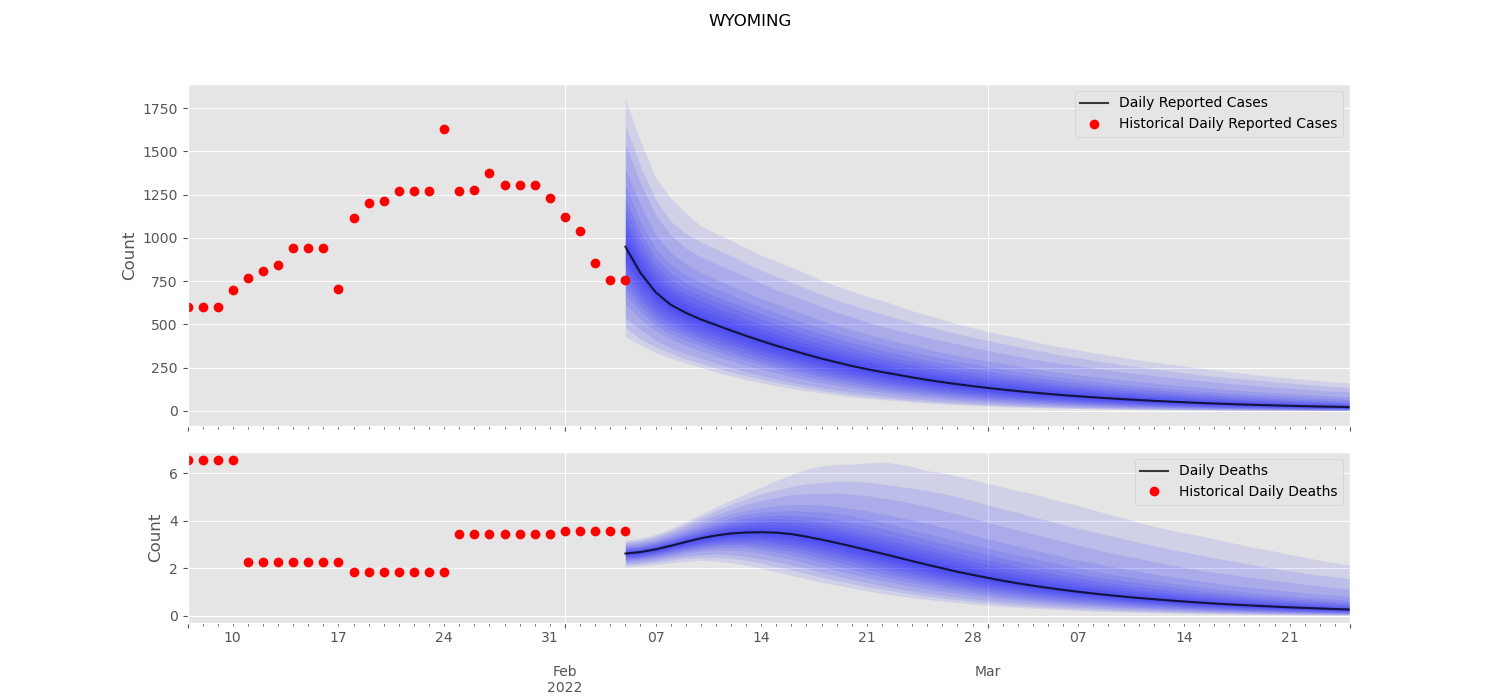 WYOMING
Count
1750
1500
1250
1000
750
500
250
0
Daily Reported Cases
Historical Daily Reported Cases
Count
6
4
2
0
Daily Deaths
Historical Daily Deaths
10 17 24 31 07 14 21 28 07 14 21
Feb Mar
2022